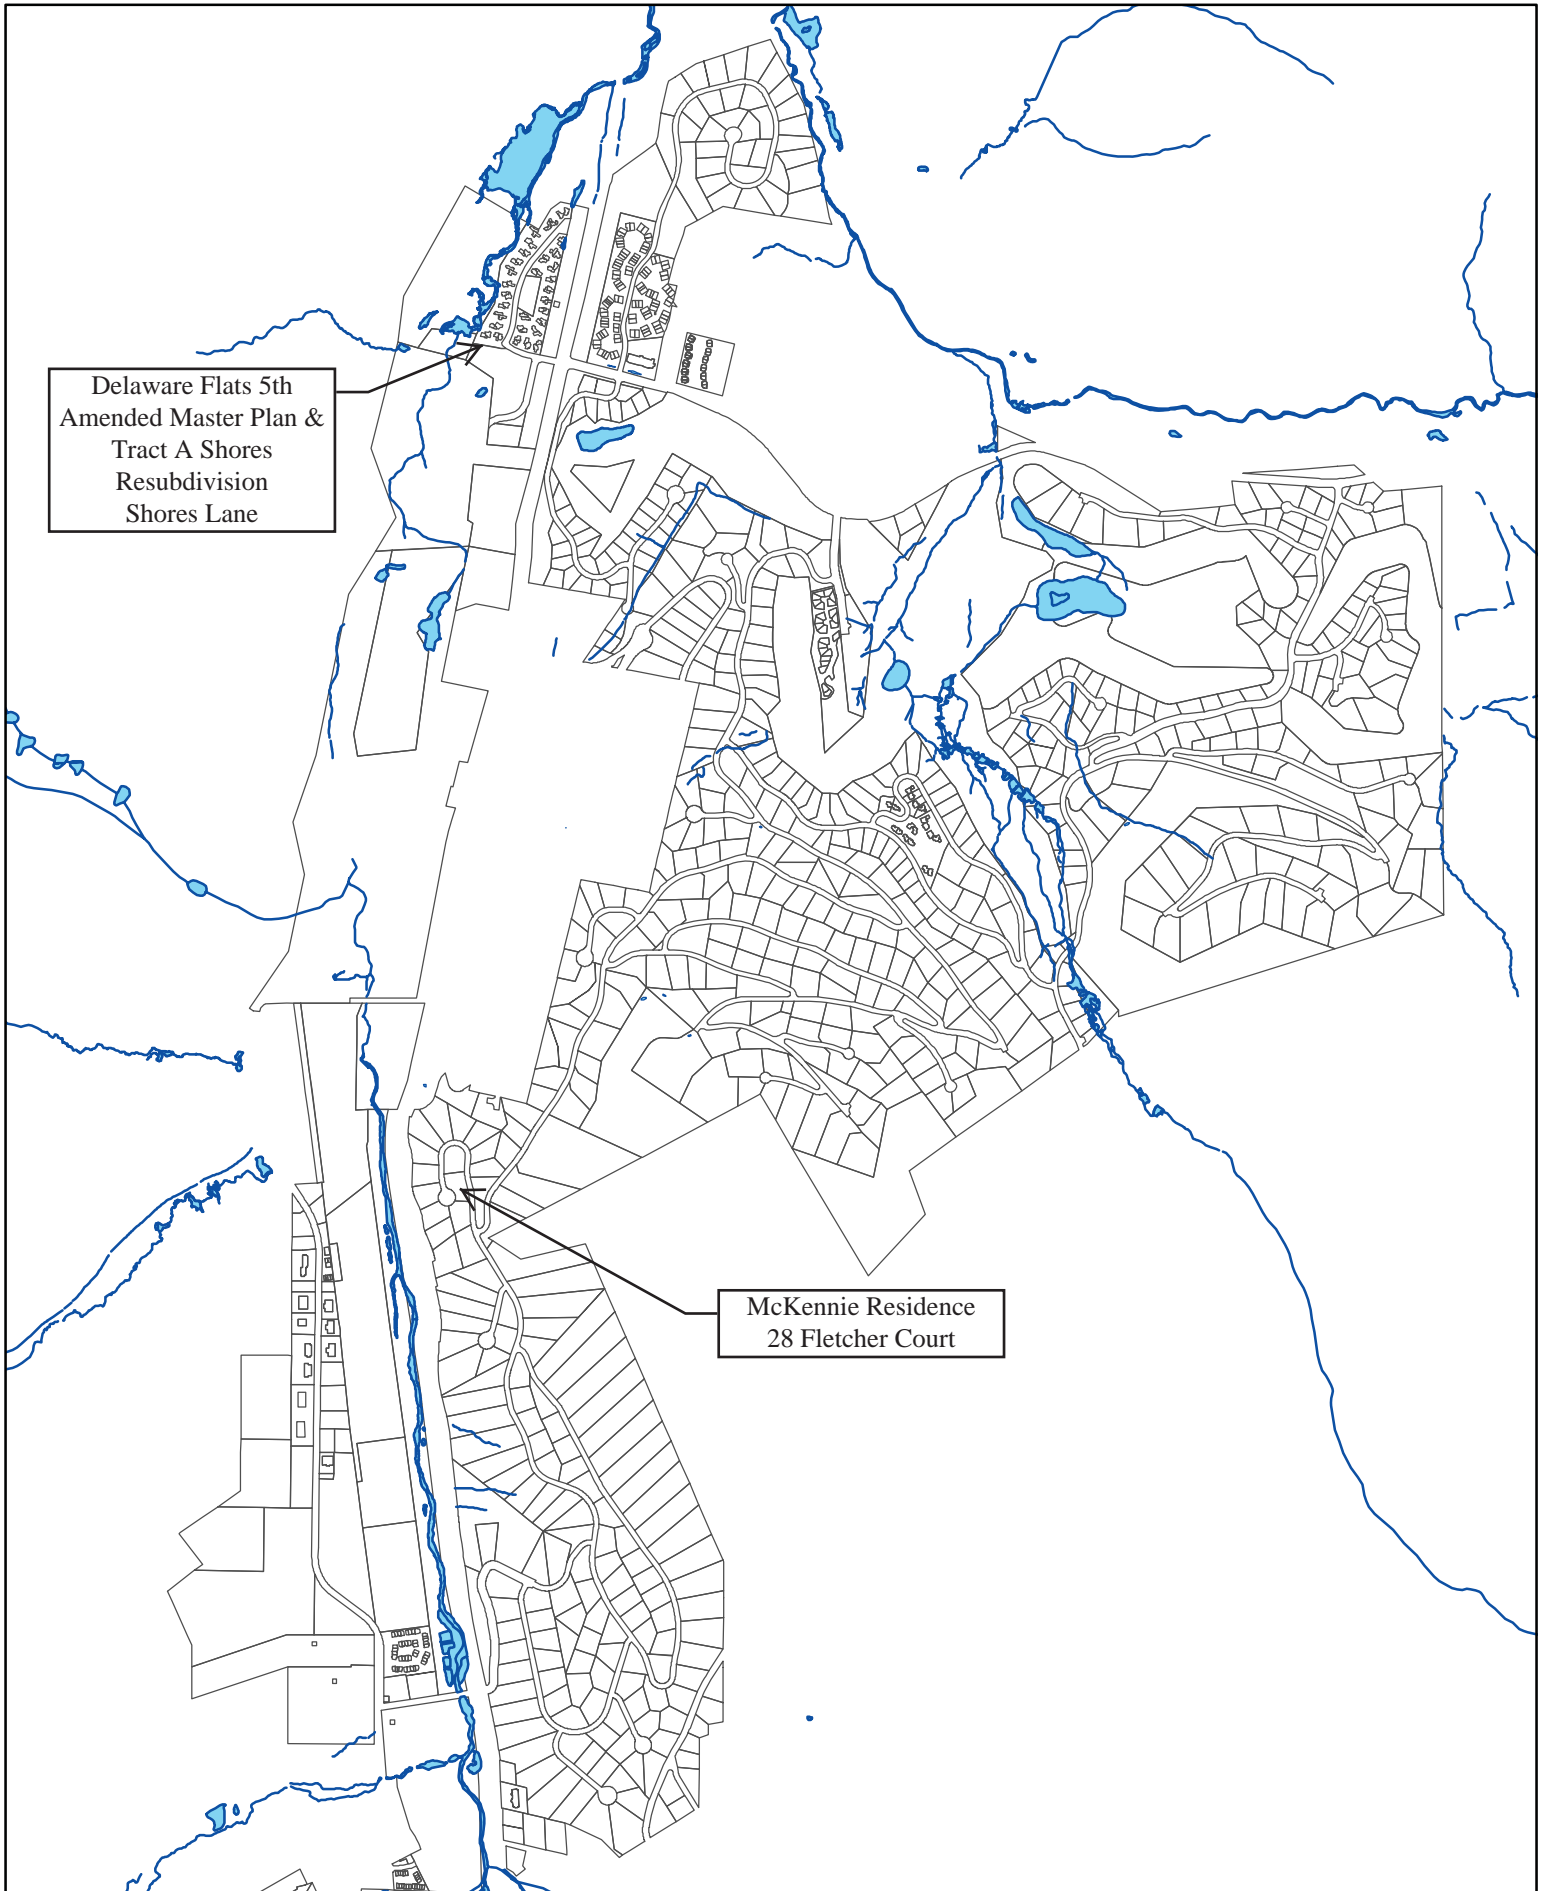 Delaware Flats 5th
Amended Master Plan &
Tract A Shores
Resubdivision
Shores Lane
McKennie Residence
28 Fletcher Court